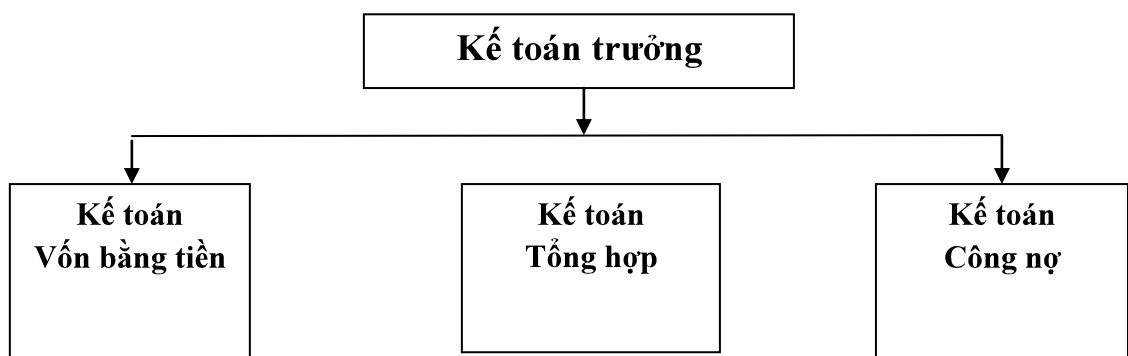 Kế toán trưởng
Kế toán
Vốn bằng tiền
Kế toán
Tổng hợp
Kế toán
Công nợ